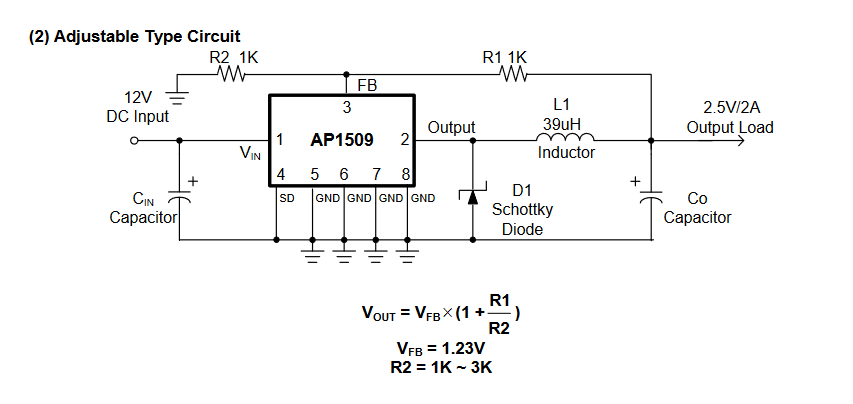 (2) Adjustable Type Circuit
R2 1K
R1 1K
FB
12V
DC Input
3
L1
39uH
Inductor
2.5V/2A
Output Load
1
AP1509
2
Output
VIN
4 5 6 7 8
SD GND GND GND GND
+
+
CIN
Capacitor
D1
Schottky
Diode
Co
Capacitor
VOUT = VFB×(1 + R1/R2)
VFB = 1.23V
R2 = 1K ~ 3K